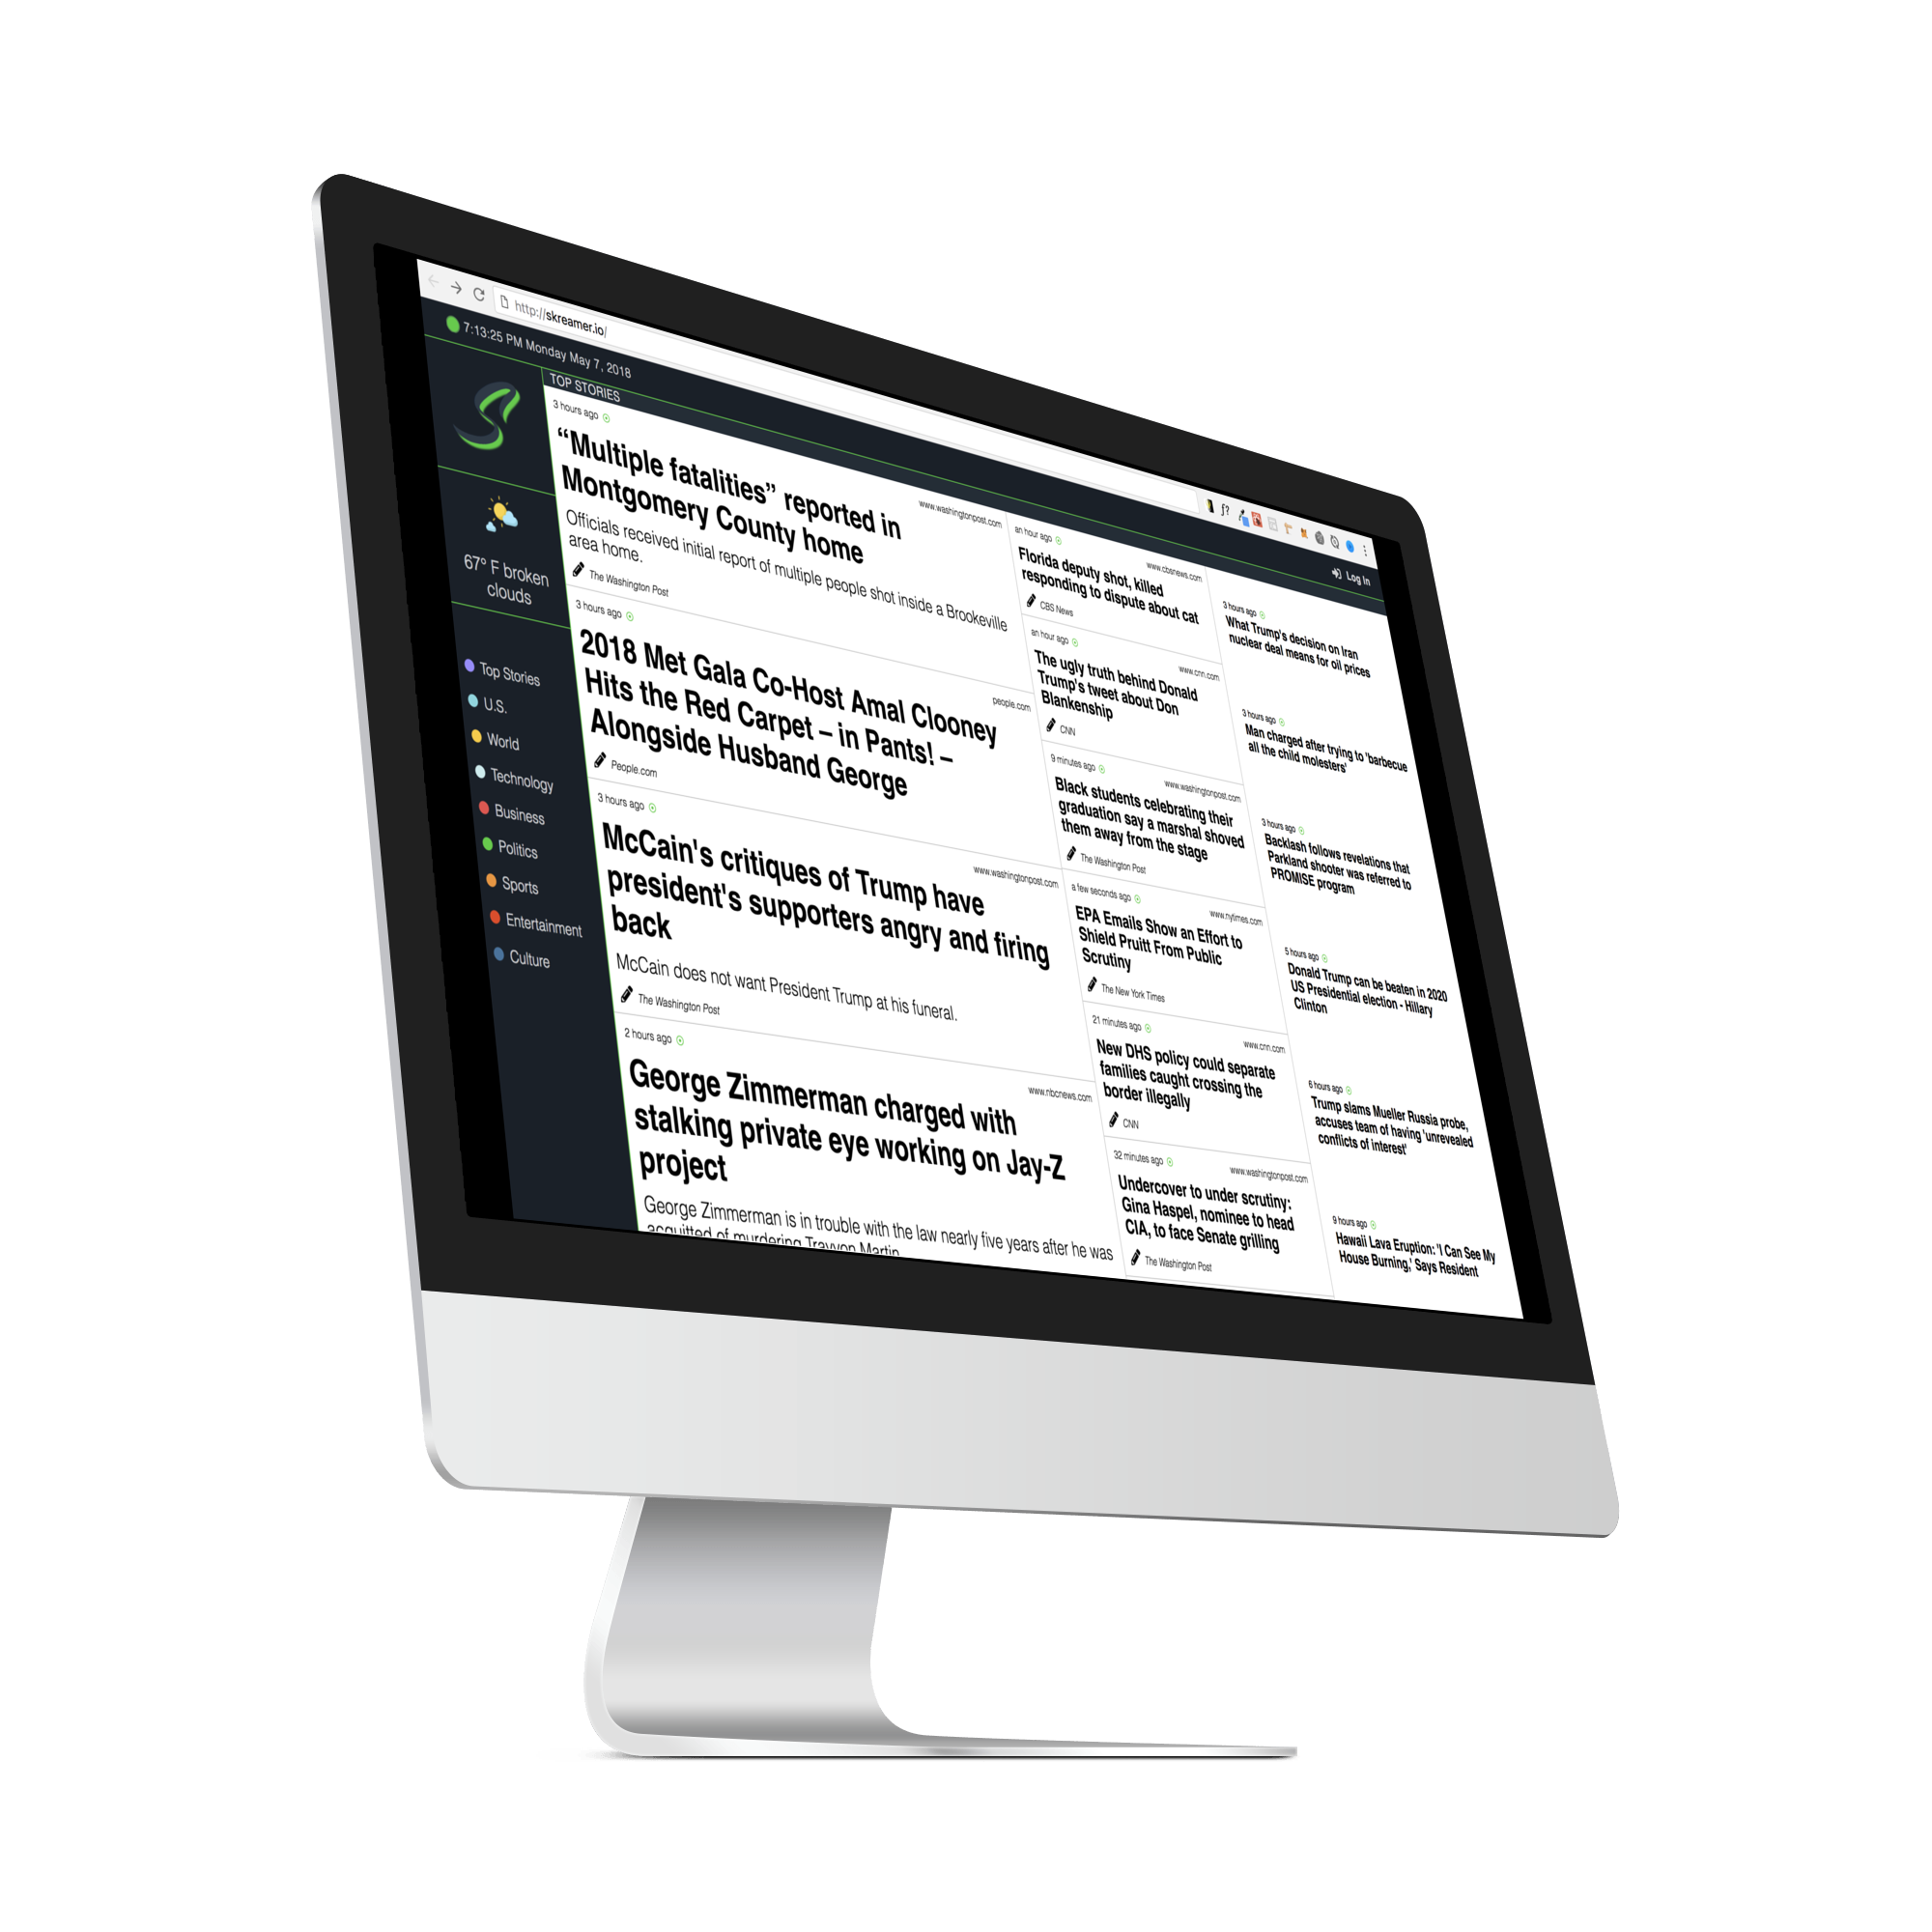 http://skreamer.io/
7:13:25 PM Monday May 7, 2018
Log In
67° F broken
clouds
Top Stories
U.S.
World
Technology
Business
Politics
Sports
Entertainment
Culture
TOP STORIES
3 hours ago
www.washingtonpost.com
“Multiple fatalities” reported in
Montgomery County home
Officials received initial report of multiple people shot inside a Brookeville
area home.
The Washington Post
3 hours ago
people.com
2018 Met Gala Co-Host Amal Clooney
Hits the Red Carpet – in Pants! –
Alongside Husband George
People.com
3 hours ago
www.washingtonpost.com
McCain's critiques of Trump have
president's supporters angry and firing
back
McCain does not want President Trump at his funeral.
The Washington Post
2 hours ago
www.nbcnews.com
George Zimmerman charged with
stalking private eye working on Jay-Z
project
George Zimmerman is in trouble with the law nearly five years after he was
acquitted of murdering Trayvon Martin.
an hour ago
www.cbsnews.com
Florida deputy shot, killed
responding to dispute about cat
CBS News
an hour ago
www.cnn.com
The ugly truth behind Donald
Trump's tweet about Don
Blankenship
CNN
9 minutes ago
www.washingtonpost.com
Black students celebrating their
graduation say a marshal shoved
them away from the stage
The Washington Post
a few seconds ago
www.nytimes.com
EPA Emails Show an Effort to
Shield Pruitt From Public
Scrutiny
The New York Times
21 minutes ago
www.cnn.com
New DHS policy could separate
families caught crossing the
border illegally
CNN
32 minutes ago
www.washingtonpost.com
Undercover to under scrutiny:
Gina Haspel, nominee to head
CIA, to face Senate grilling
The Washington Post
3 hours ago
What Trump's decision on Iran
nuclear deal means for oil prices
3 hours ago
Man charged after trying to 'barbecue
all the child molesters'
3 hours ago
Backlash follows revelations that
Parkland shooter was referred to
PROMISE program
5 hours ago
Donald Trump can be beaten in 2020
US Presidential election - Hillary
Clinton
6 hours ago
Trump slams Mueller Russia probe,
accuses team of having 'unrevealed
conflicts of interest'
9 hours ago
Hawaii Lava Eruption: 'I Can See My
House Burning,' Says Resident